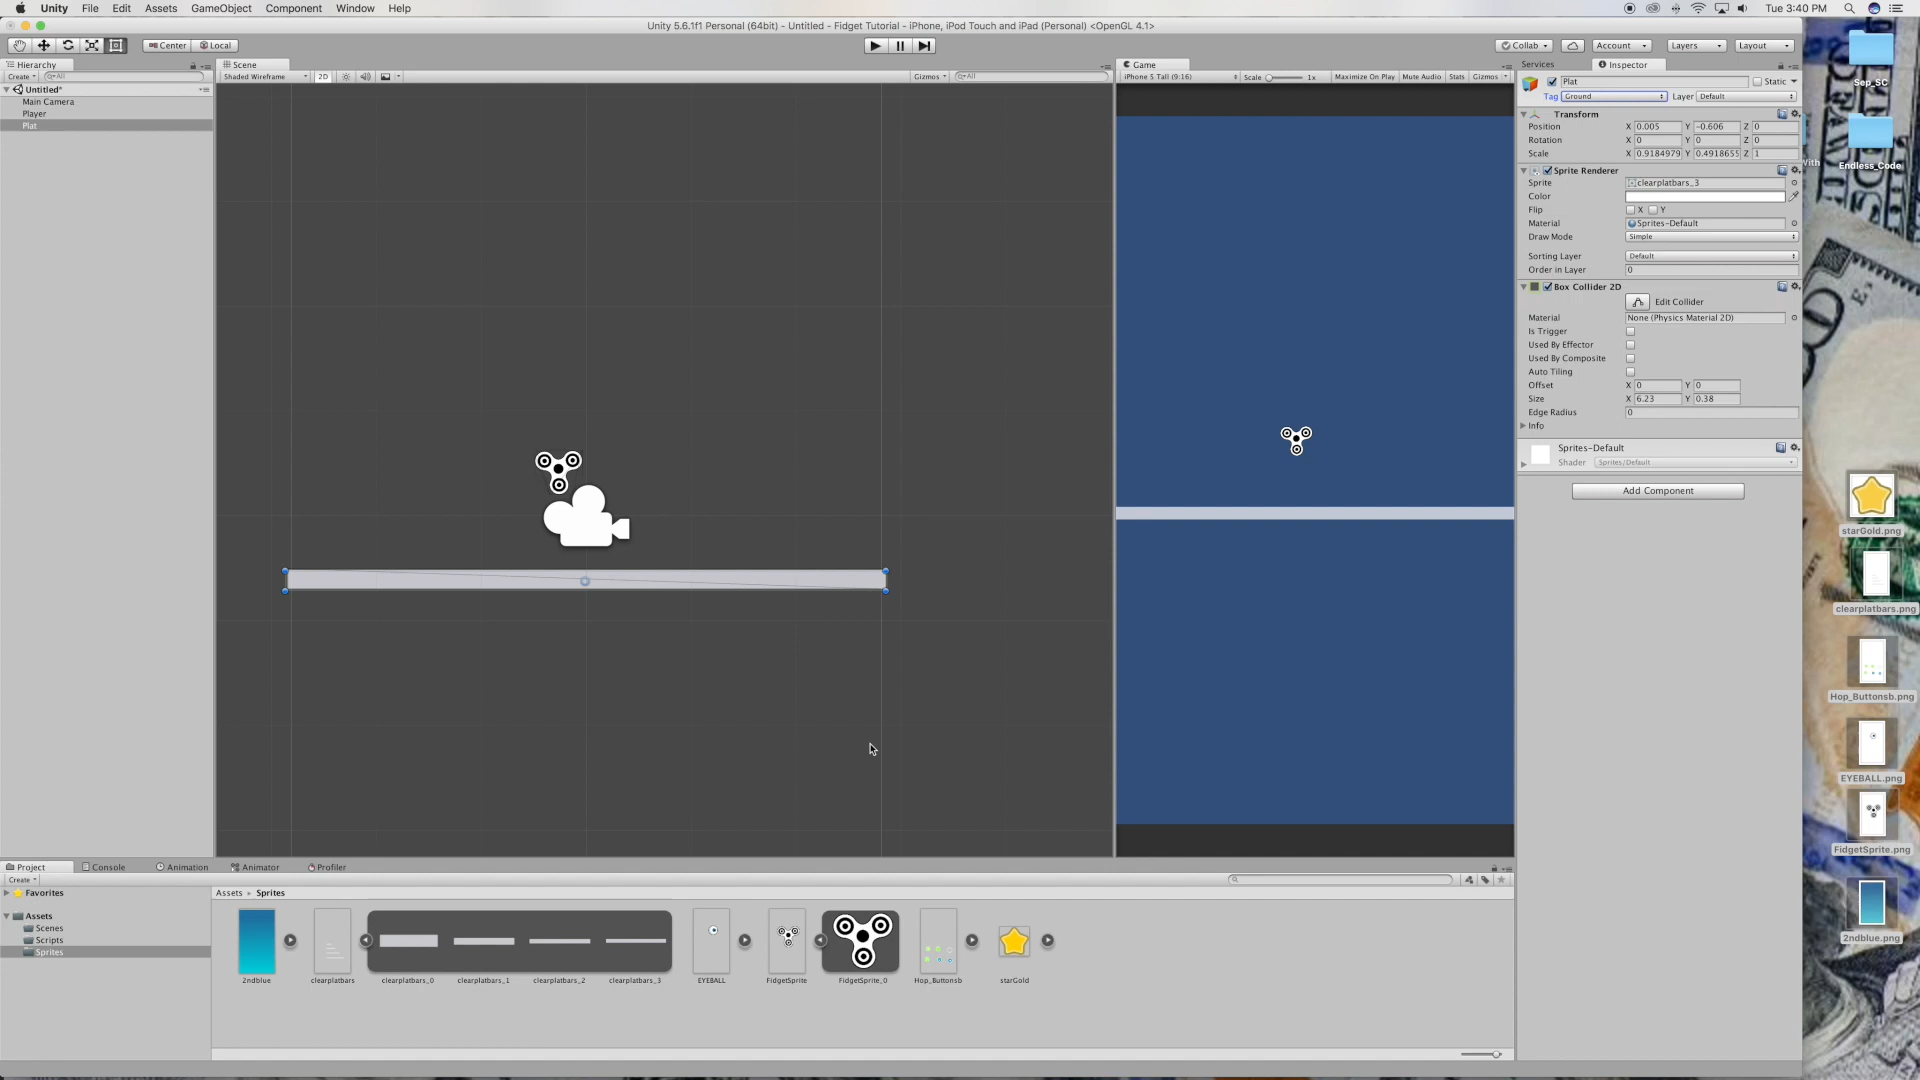 Unity File Edit Assets GameObject Component Window Help
Tue 3:40 PM
Unity 5.6.1f1 Personal (64bit) - Untitled - Fidget Tutorial - iPhone, iPod Touch and iPad (Personal) <OpenGL 4.1>
Center Local
Collab Account Layers Layout
Hierarchy
Create All
Untitled*
Main Camera
Player
Plat
Scene
Shaded Wireframe 2D Gizmos All
Game
iPhone 5 Tall (9:16) Scale 1x Maximize On Play Mute Audio Stats Gizmos
Services Inspector
Plat Static
Tag Ground Layer Default
Transform
Position X 0.005 Y -0.606 Z 0
Rotation X 0 Y 0 Z 0
Scale X 0.9184979 Y 0.4918655 Z 1
Sprite Renderer
Sprite clearplatbars_3
Color
Flip X Y
Material Sprites-Default
Draw Mode Simple
Sorting Layer Default
Order in Layer 0
Box Collider 2D
Edit Collider
Material None (Physics Material 2D)
Is Trigger
Used By Effector
Used By Composite
Auto Tiling
Offset X 0 Y 0
Size X 6.23 Y 0.38
Edge Radius 0
Info
Sprites-Default
Shader Sprites/Default
Add Component
Project Console Animation Animator Profiler
Create
Favorites
Assets
Scenes
Scripts
Sprites
Assets Sprites
2ndblue clearplatbars clearplatbars_0 clearplatbars_1 clearplatbars_2 clearplatbars_3 EYEBALL FidgetSprite FidgetSprite_0 Hop_Buttonsb starGold
Sep_SC
With
Endless_Code
starGold.png
clearplatbars.png
Hop_Buttonsb.png
EYEBALL.png
FidgetSprite.png
2ndblue.png